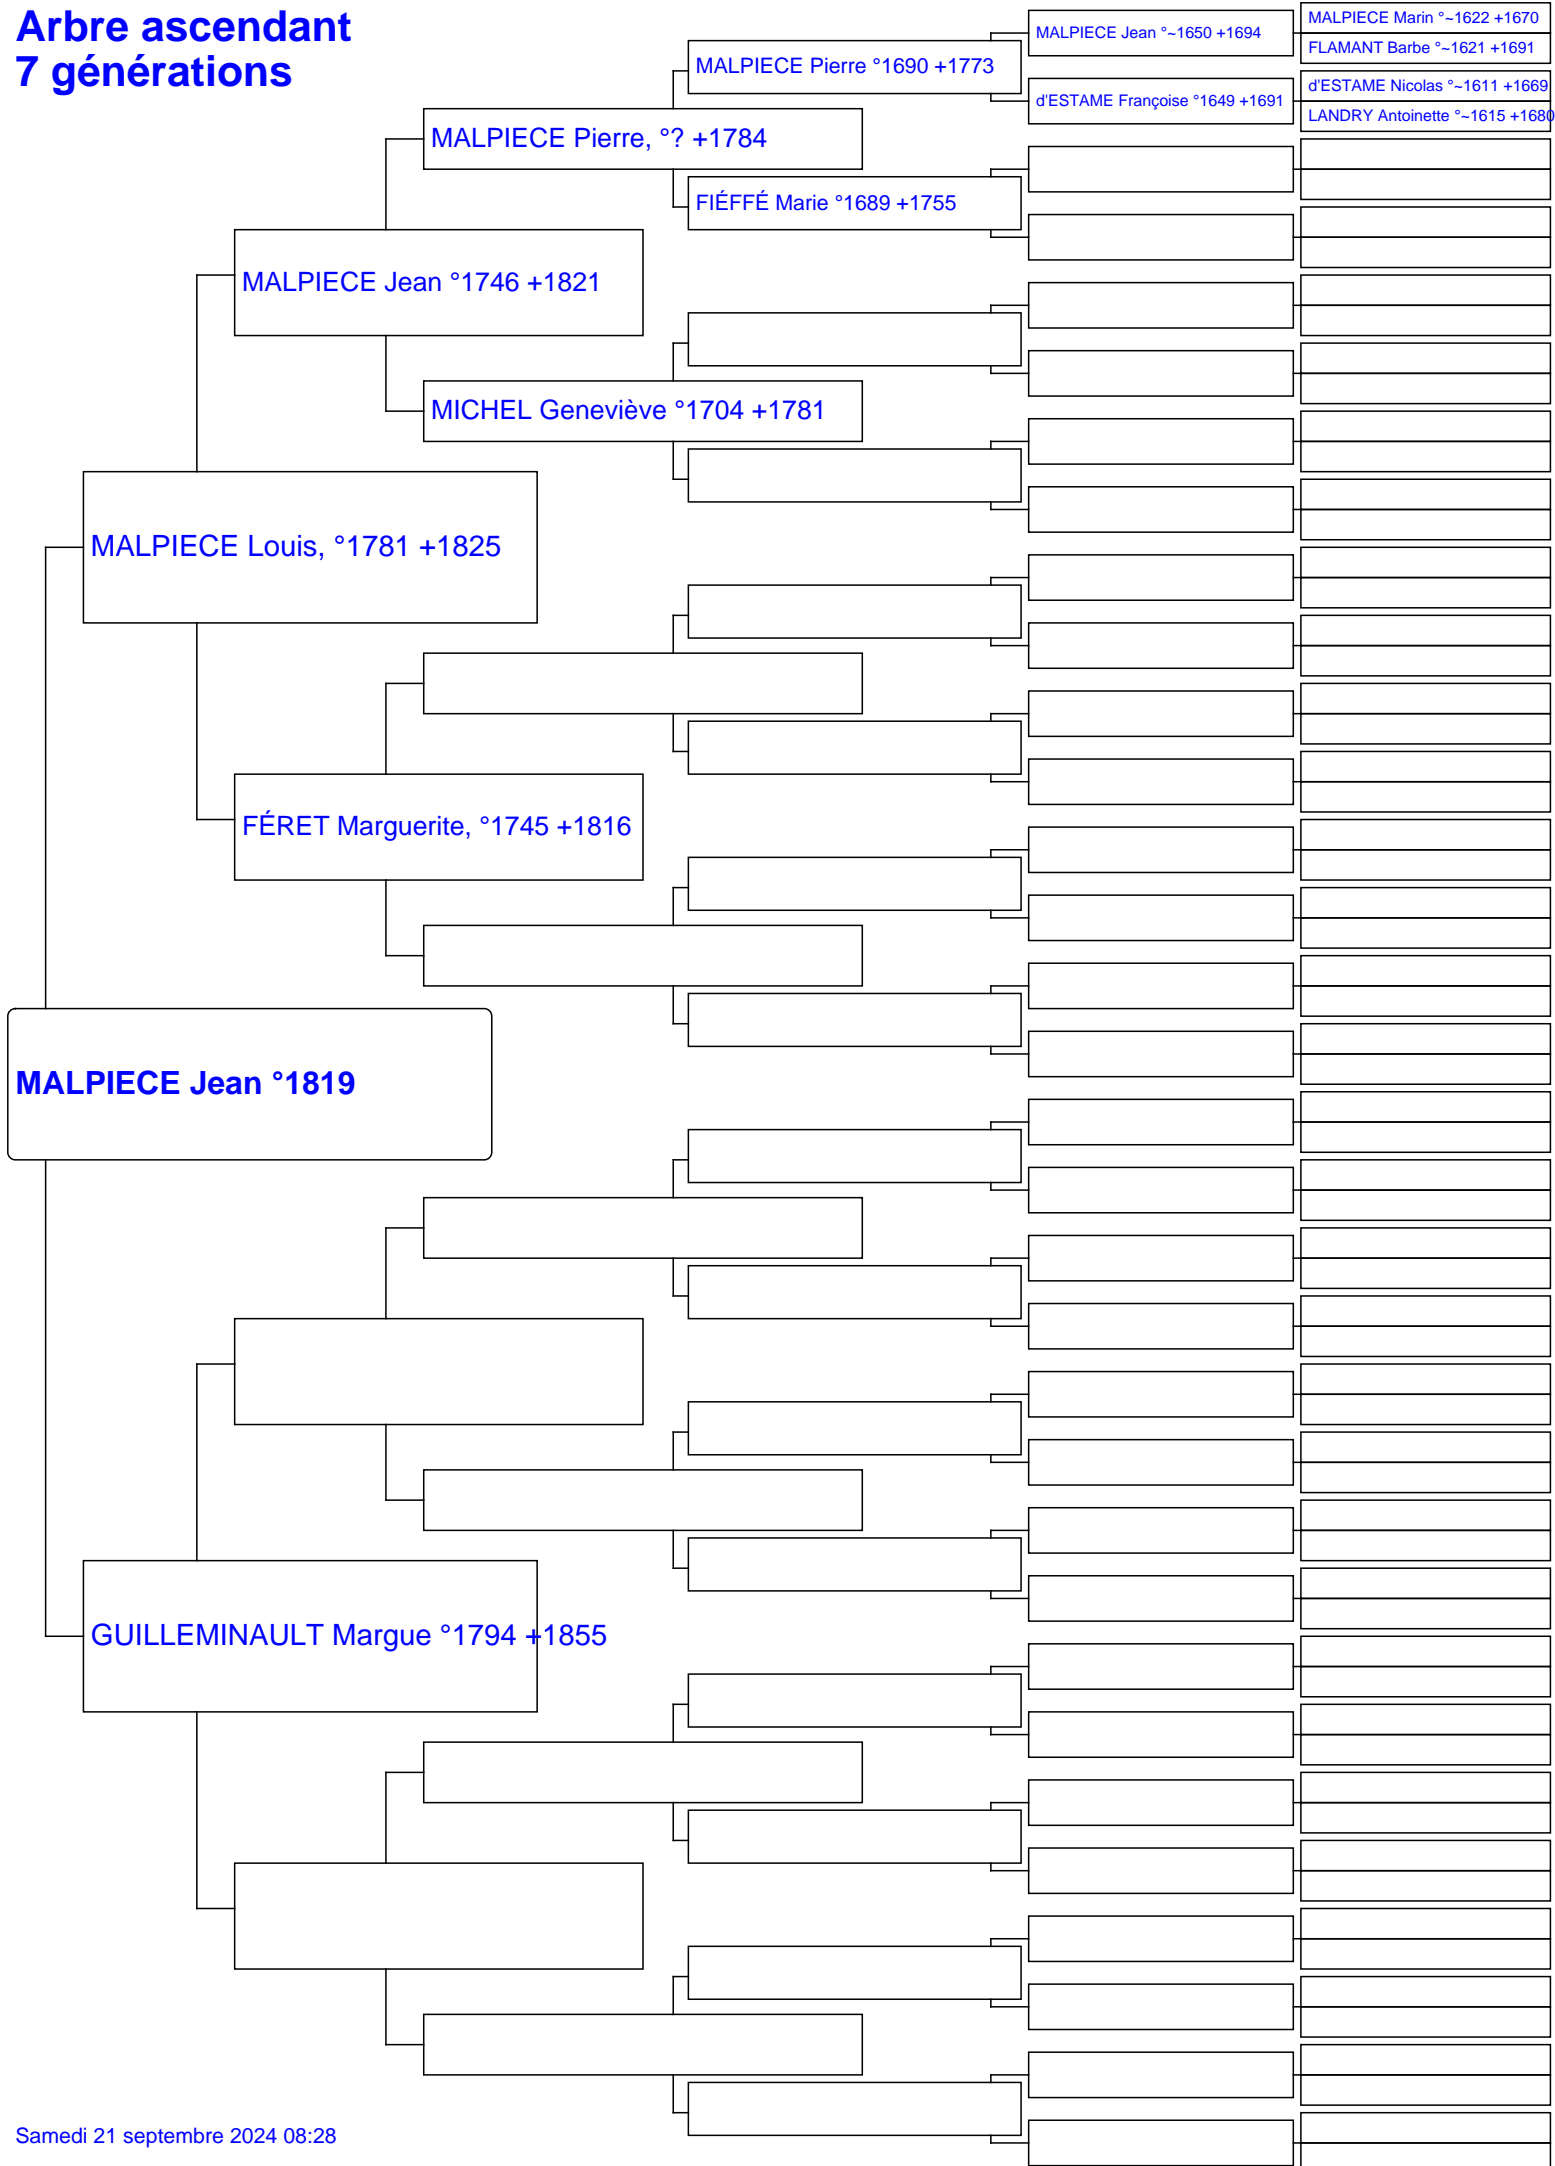 Arbre ascendant
7 générations
MALPIECE Jean °~1650 +1694
MALPIECE Marin °~1622 +1670
FLAMANT Barbe °~1621 +1691
MALPIECE Pierre °1690 +1773
d'ESTAME Françoise °1649 +1691
d'ESTAME Nicolas °~1611 +1669
LANDRY Antoinette °~1615 +1680
MALPIECE Pierre, °? +1784
FIÉFFÉ Marie °1689 +1755
MALPIECE Jean °1746 +1821
MICHEL Geneviève °1704 +1781
MALPIECE Louis, °1781 +1825
FÉRET Marguerite, °1745 +1816
MALPIECE Jean °1819
GUILLEMINAULT Margue °1794 +1855
Samedi 21 septembre 2024 08:28